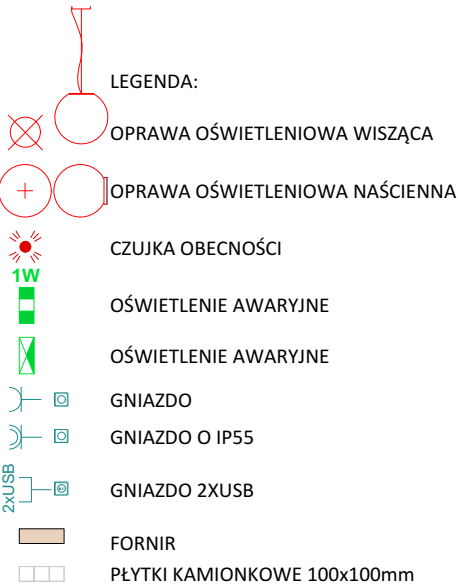 LEGENDA:
OPRAWA OŚWIETLENIOWA WISZĄCA
OPRAWA OŚWIETLENIOWA NAŚCIENNA
CZUJKA OBECNOŚCI
1W
OŚWIETLENIE AWARYJNE
OŚWIETLENIE AWARYJNE
GNIAZDO
GNIAZDO O IP55
2xUSB
GNIAZDO 2XUSB
FORNIR
PŁYTKI KAMIONKOWE 100x100mm